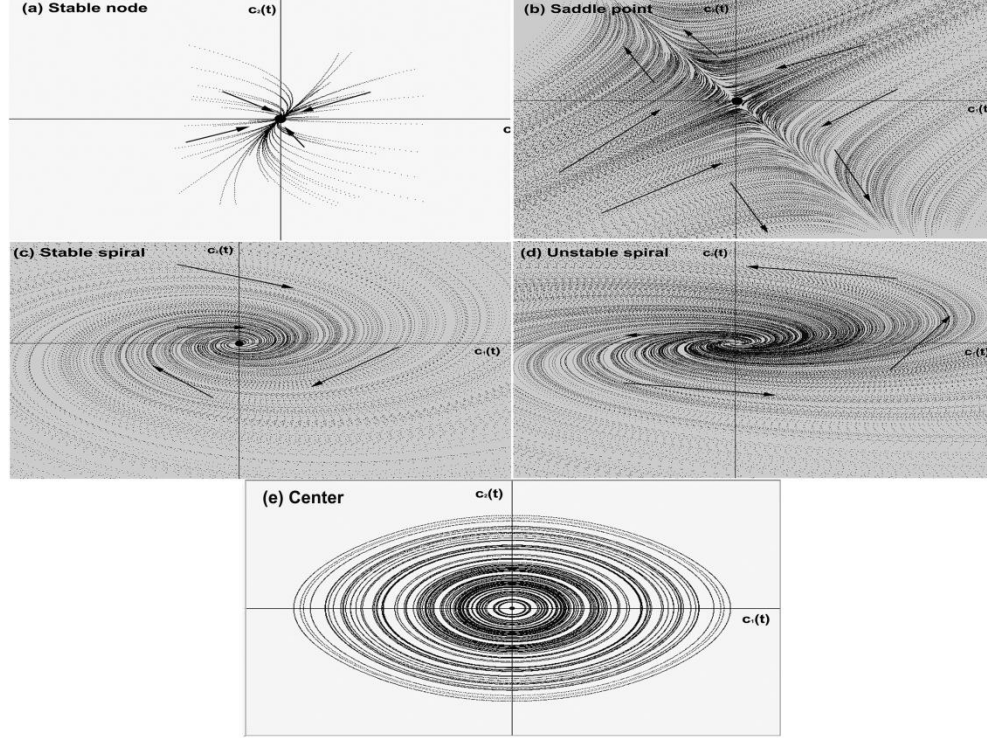 (a) Stable node
c₂(t)
c
(b) Saddle point
c₂(t)
c₁(t)
(c) Stable spiral
c₂(t)
c₁(t)
(d) Unstable spiral
c₂(t)
c₁(t)
(e) Center
c₂(t)
c₁(t)